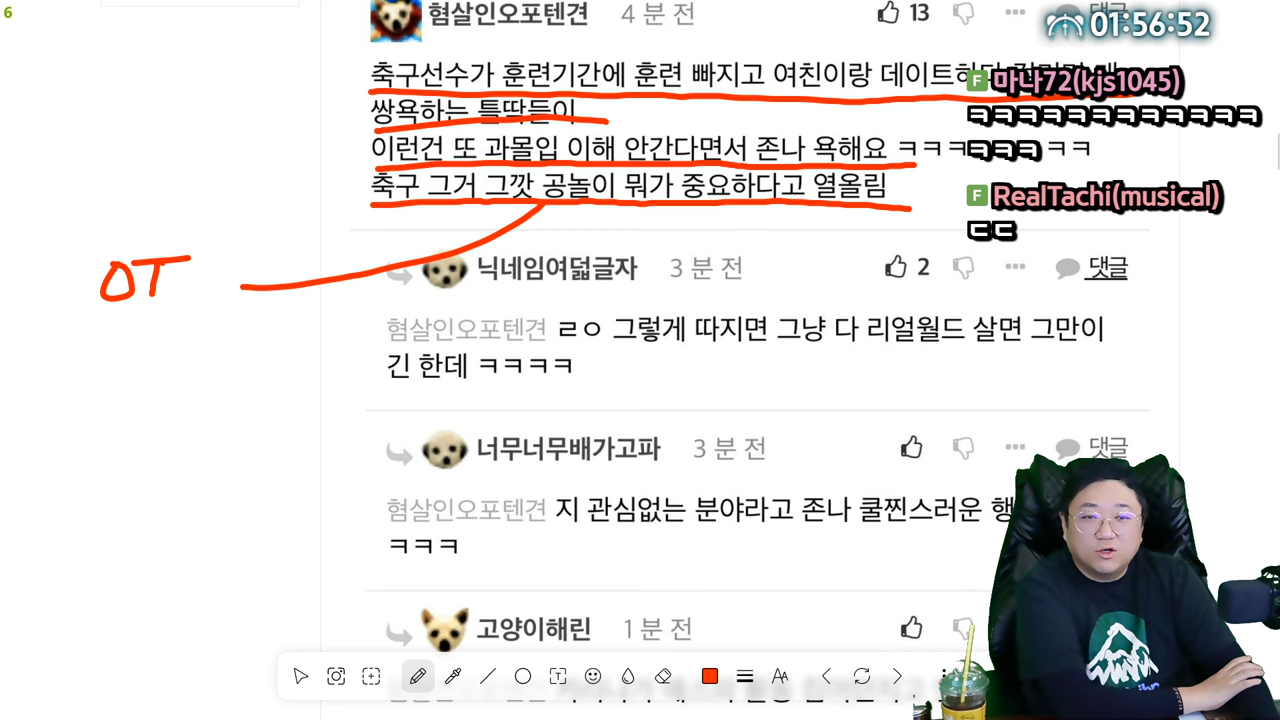 6
혐살인오포텐견 4 분 전 13
01:56:52
축구선수가 훈련기간에 훈련 빠지고 여친이랑 데이트하다
마나72(kjs1045)
쌍욕하는 틀딱들이
ㅋㅋㅋㅋㅋㅋㅋㅋㅋㅋㅋㅋ
이런건 또 과몰입 이해 안간다면서 존나 욕해요 ㅋㅋㅋ
ㅋㅋㅋ ㅋㅋ
축구 그거 그깟 공놀이 뭐가 중요하다고 열올림
RealTachi(musical)
ㄷㄷ
OT
닉네임여덟글자 3 분 전 2 댓글
혐살인오포텐견 ㄹㅇ 그렇게 따지면 그냥 다 리얼월드 살면 그만이
긴 한데 ㅋㅋㅋㅋ
너무너무배가고파 3 분 전 댓글
혐살인오포텐견 지 관심없는 분야라고 존나 쿨찐스러운 행
ㅋㅋㅋ
고양이해린 1 분 전